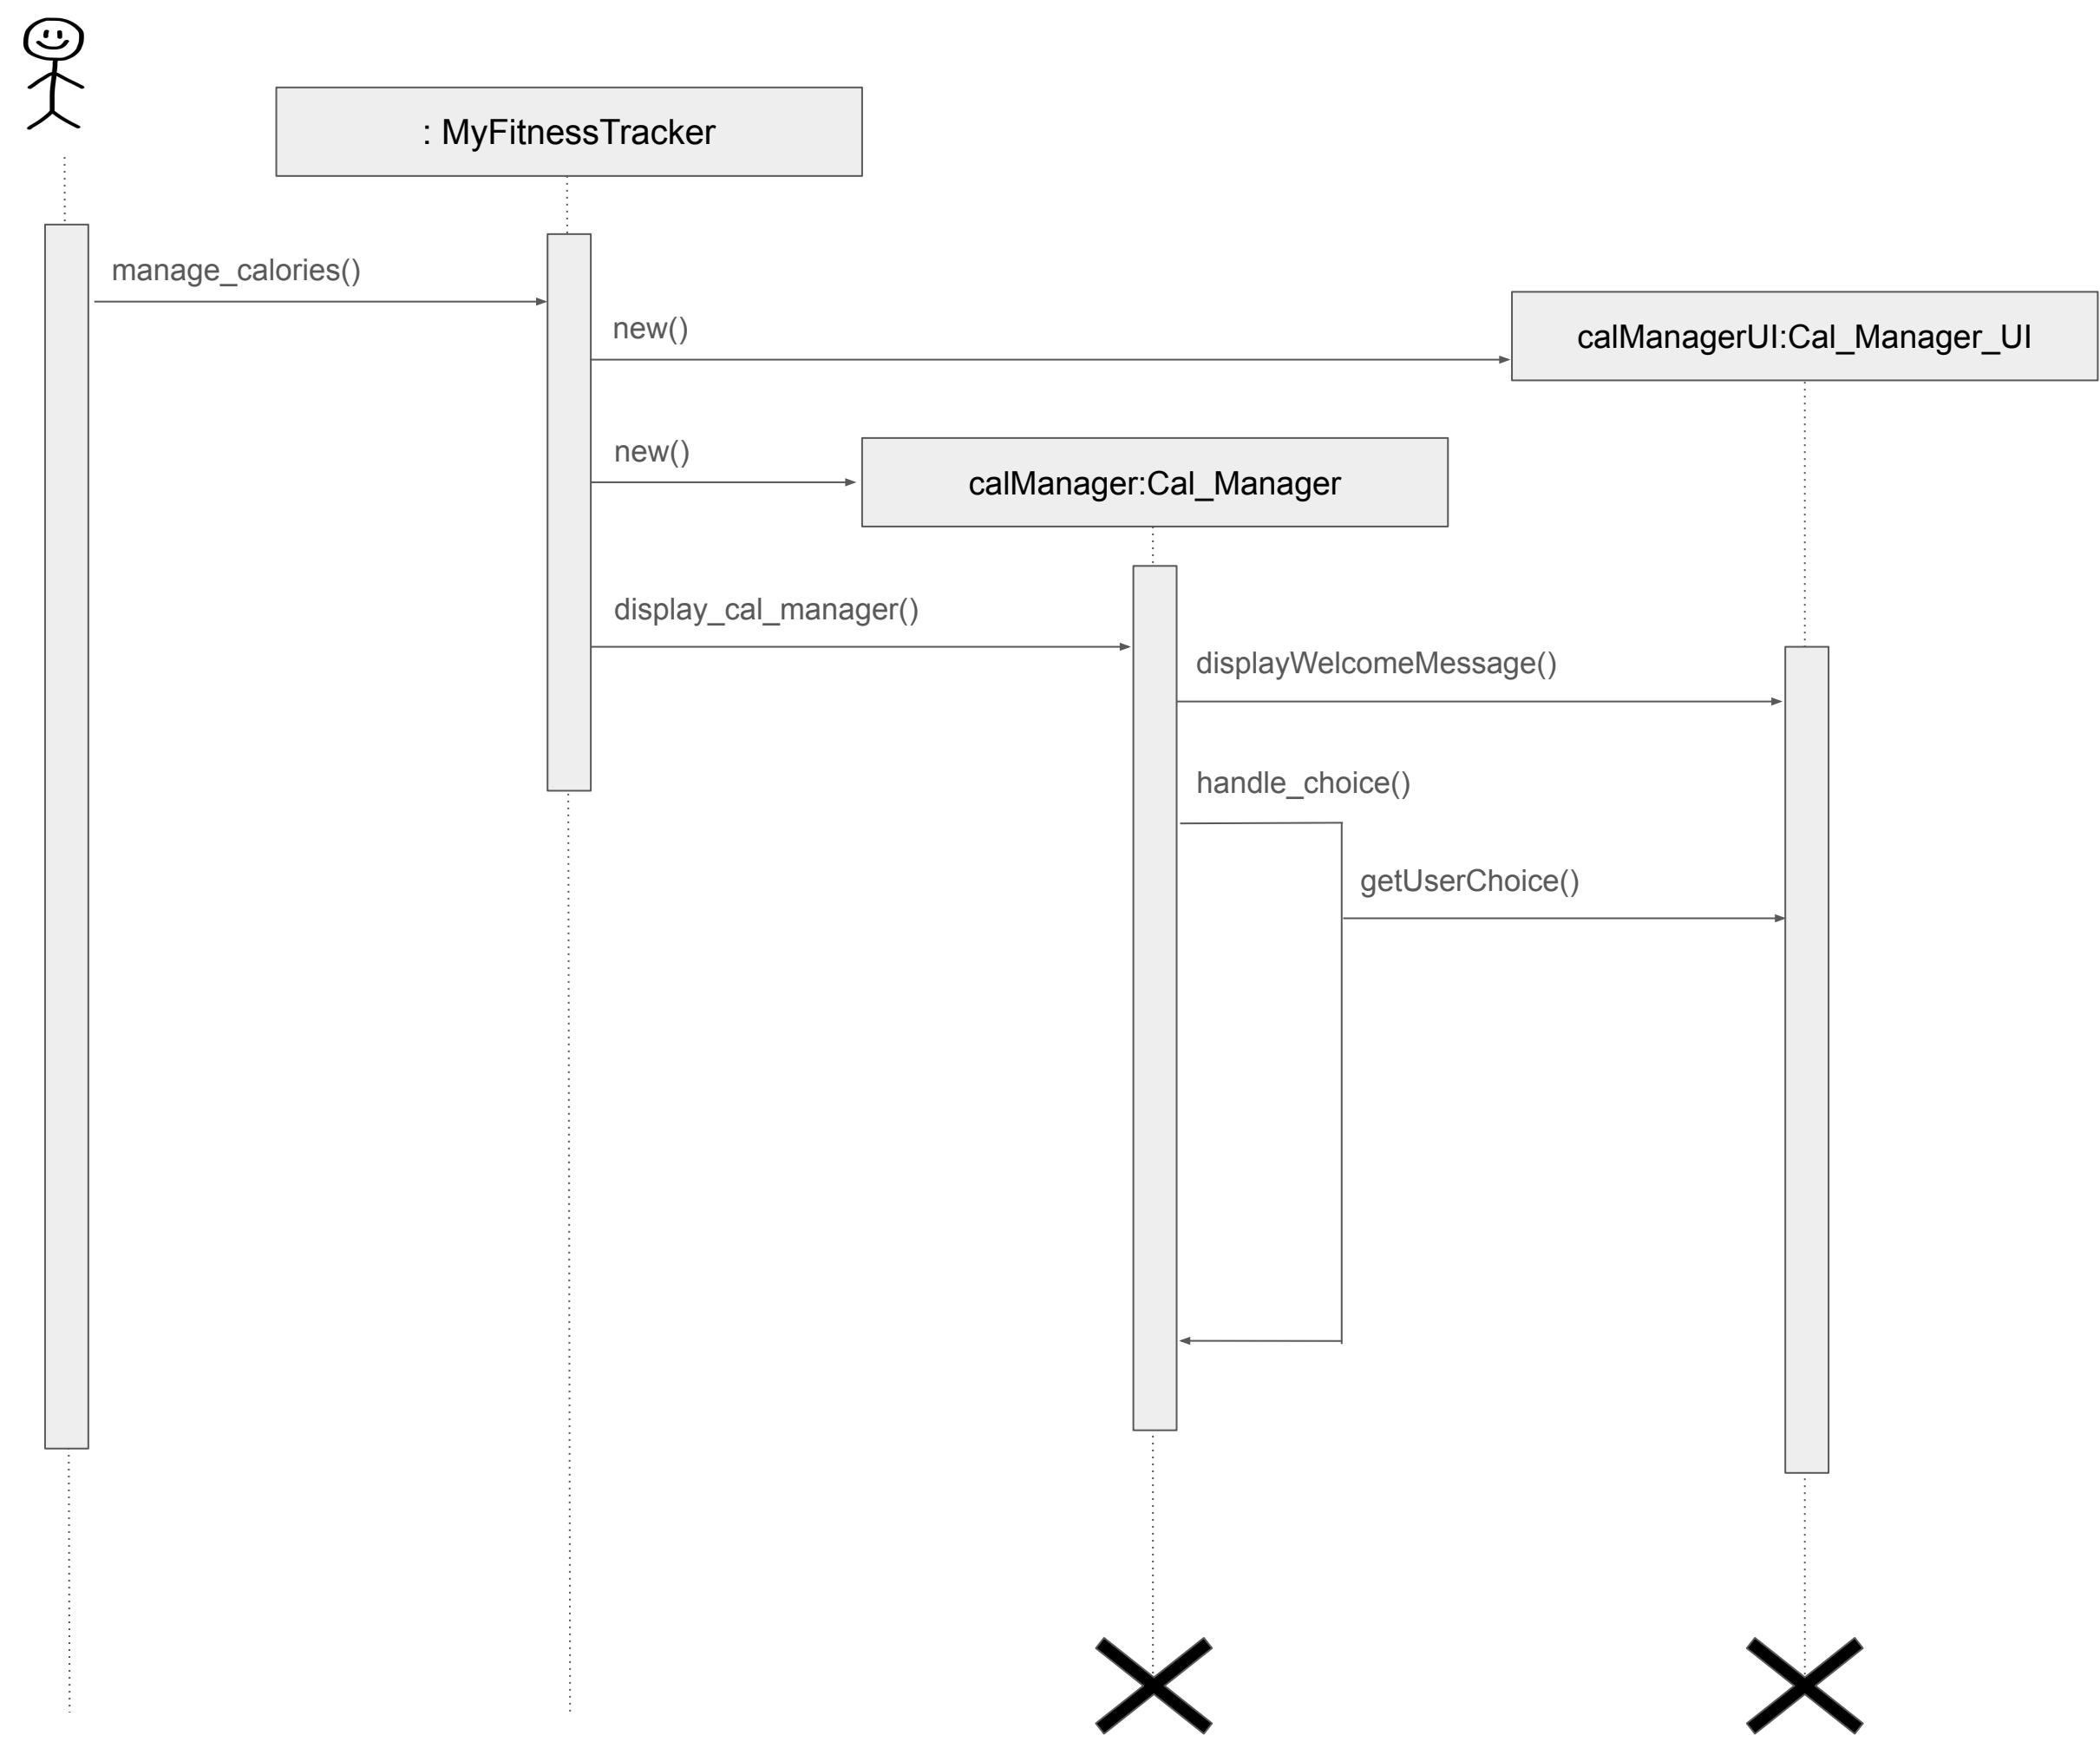 : MyFitnessTracker
manage_calories()
new()
calManagerUI:Cal_Manager_UI
new()
calManager:Cal_Manager
display_cal_manager()
displayWelcomeMessage()
handle_choice()
getUserChoice()